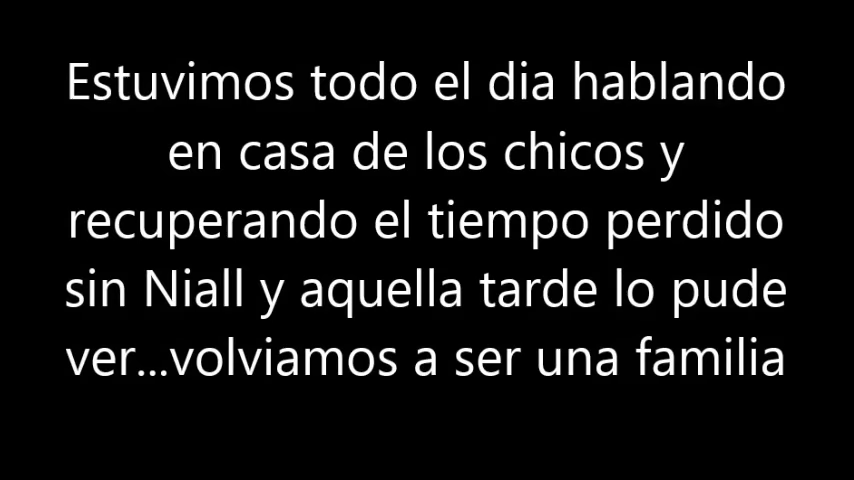 Estuvimos todo el dia hablando
en casa de los chicos y
recuperando el tiempo perdido
sin Niall y aquella tarde lo pude
ver...volviamos a ser una familia